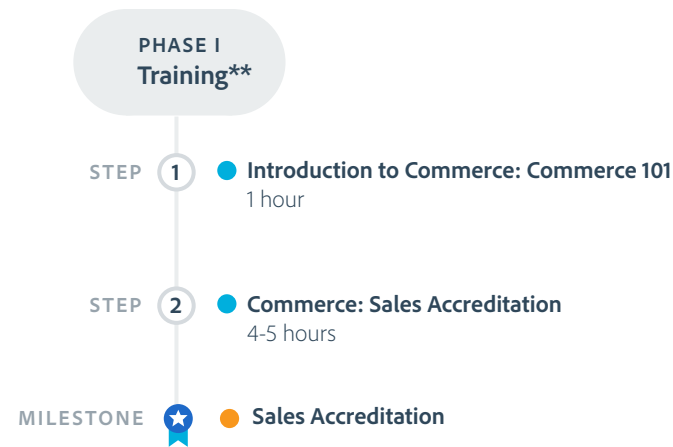 PHASE I
Training**
STEP 1 Introduction to Commerce: Commerce 101
1 hour
STEP 2 Commerce: Sales Accreditation
4-5 hours
MILESTONE Sales Accreditation